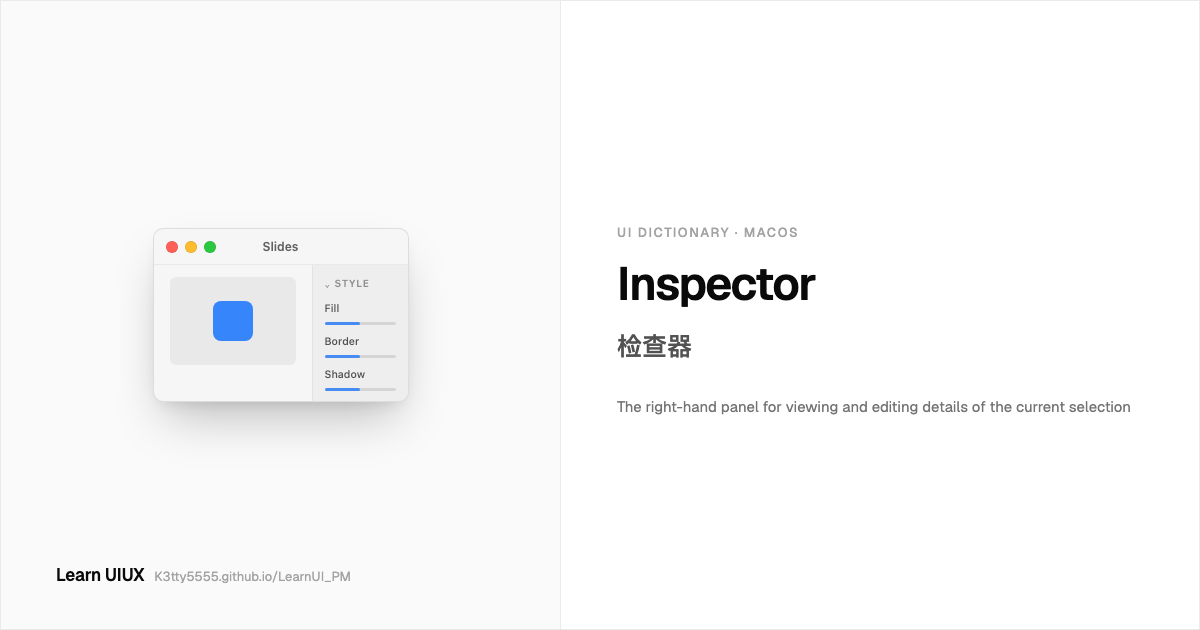 Slides
STYLE
Fill
Border
Shadow
Learn UIUX K3tty5555.github.io/LearnUI_PM
UI DICTIONARY · MACOS
Inspector
检查器
The right-hand panel for viewing and editing details of the current selection